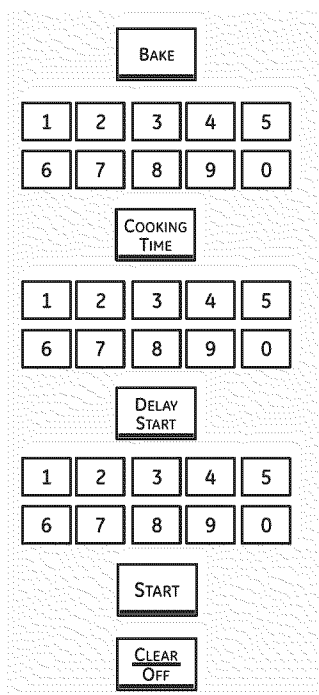 BAKE
1 2 3 4 5
6 7 8 9 0
COOKING
TIME
1 2 3 4 5
6 7 8 9 0
DELAY
START
1 2 3 4 5
6 7 8 9 0
START
CLEAR
OFF